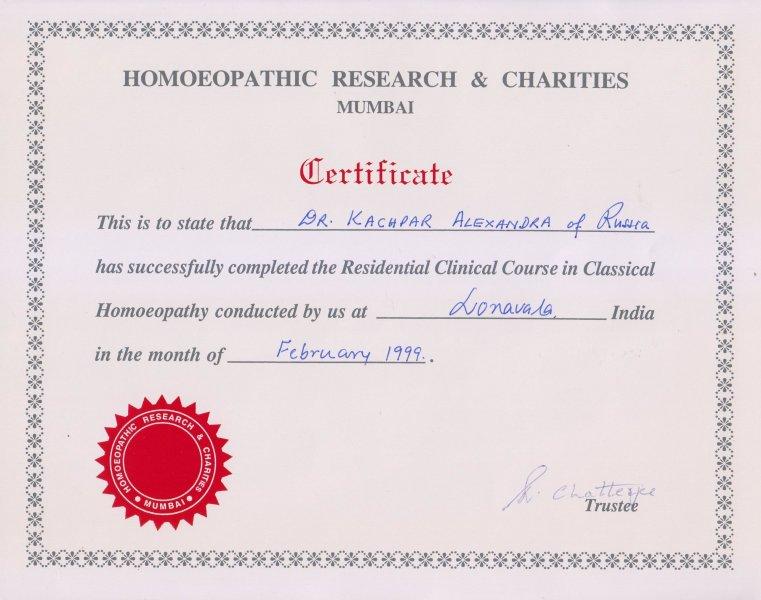 HOMOEOPATHIC RESEARCH & CHARITIES
MUMBAI
Certificate
This is to state that DR. KACHPAR ALEXANDRA of Russia
has successfully completed the Residential Clinical Course in Classical
Homoeopathy conducted by us at Lonavala. India
in the month of February 1999. .
HOMOEOPATHIC RESEARCH & CHARITIES
MUMBAI
Chatterjee
Trustee